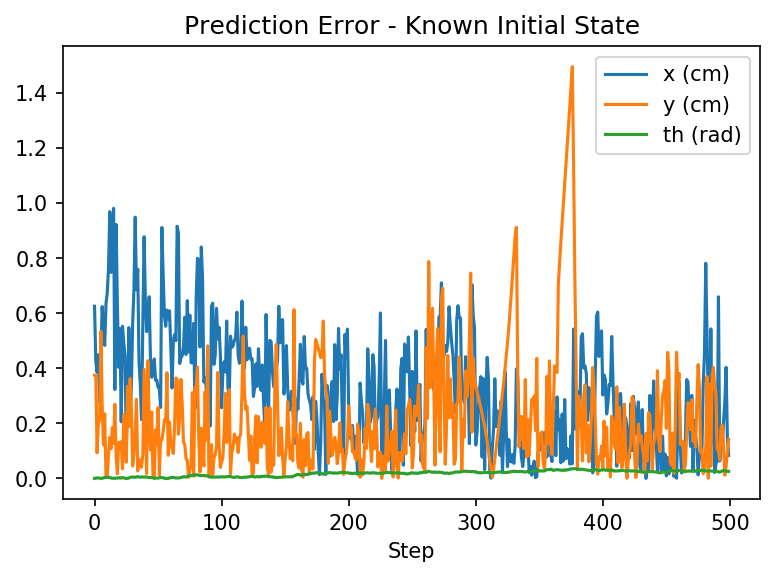 Prediction Error - Known Initial State
x (cm)
y (cm)
th (rad)
1.4
1.2
1.0
0.8
0.6
0.4
0.2
0.0
0 100 200 300 400 500
Step